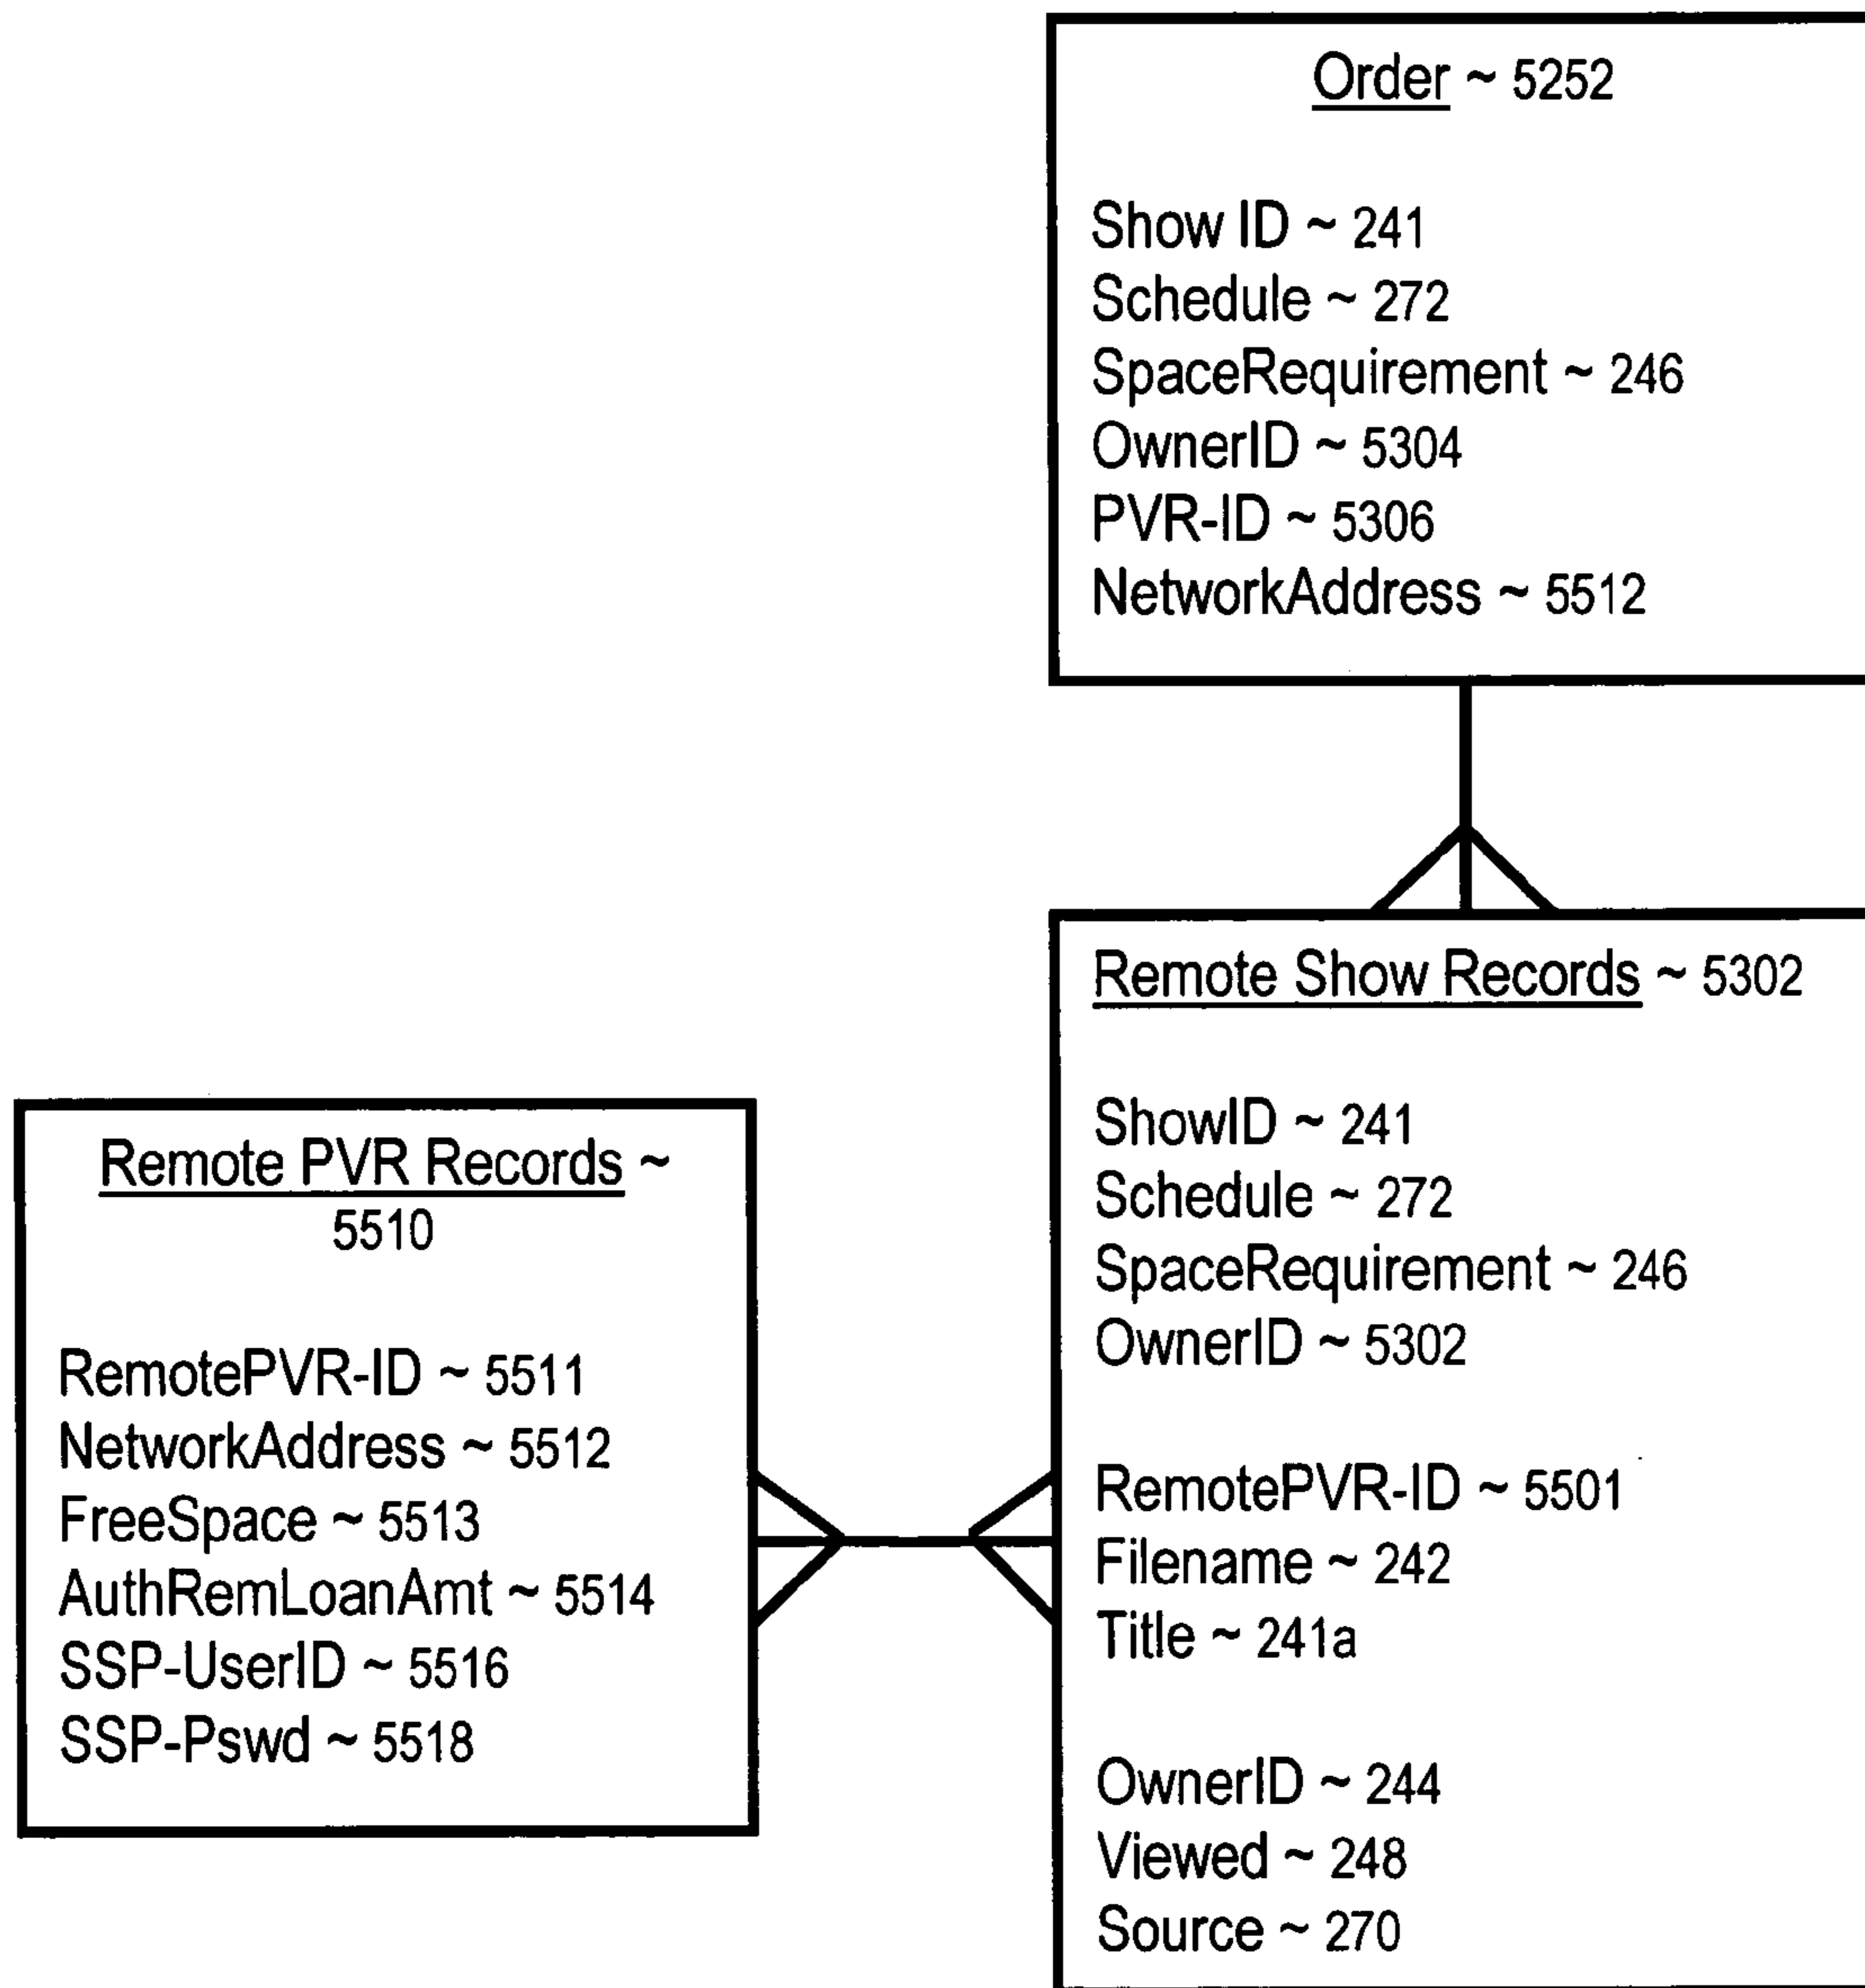 Order ~ 5252
Show ID ~ 241
Schedule ~ 272
SpaceRequirement ~ 246
OwnerID ~ 5304
PVR-ID ~ 5306
NetworkAddress ~ 5512
Remote Show Records ~ 5302
ShowID ~ 241
Schedule ~ 272
SpaceRequirement ~ 246
OwnerID ~ 5302
RemotePVR-ID ~ 5501
Filename ~ 242
Title ~ 241a
OwnerID ~ 244
Viewed ~ 248
Source ~ 270
Remote PVR Records ~
5510
RemotePVR-ID ~ 5511
NetworkAddress ~ 5512
FreeSpace ~ 5513
AuthRemLoanAmt ~ 5514
SSP-UserID ~ 5516
SSP-Pswd ~ 5518